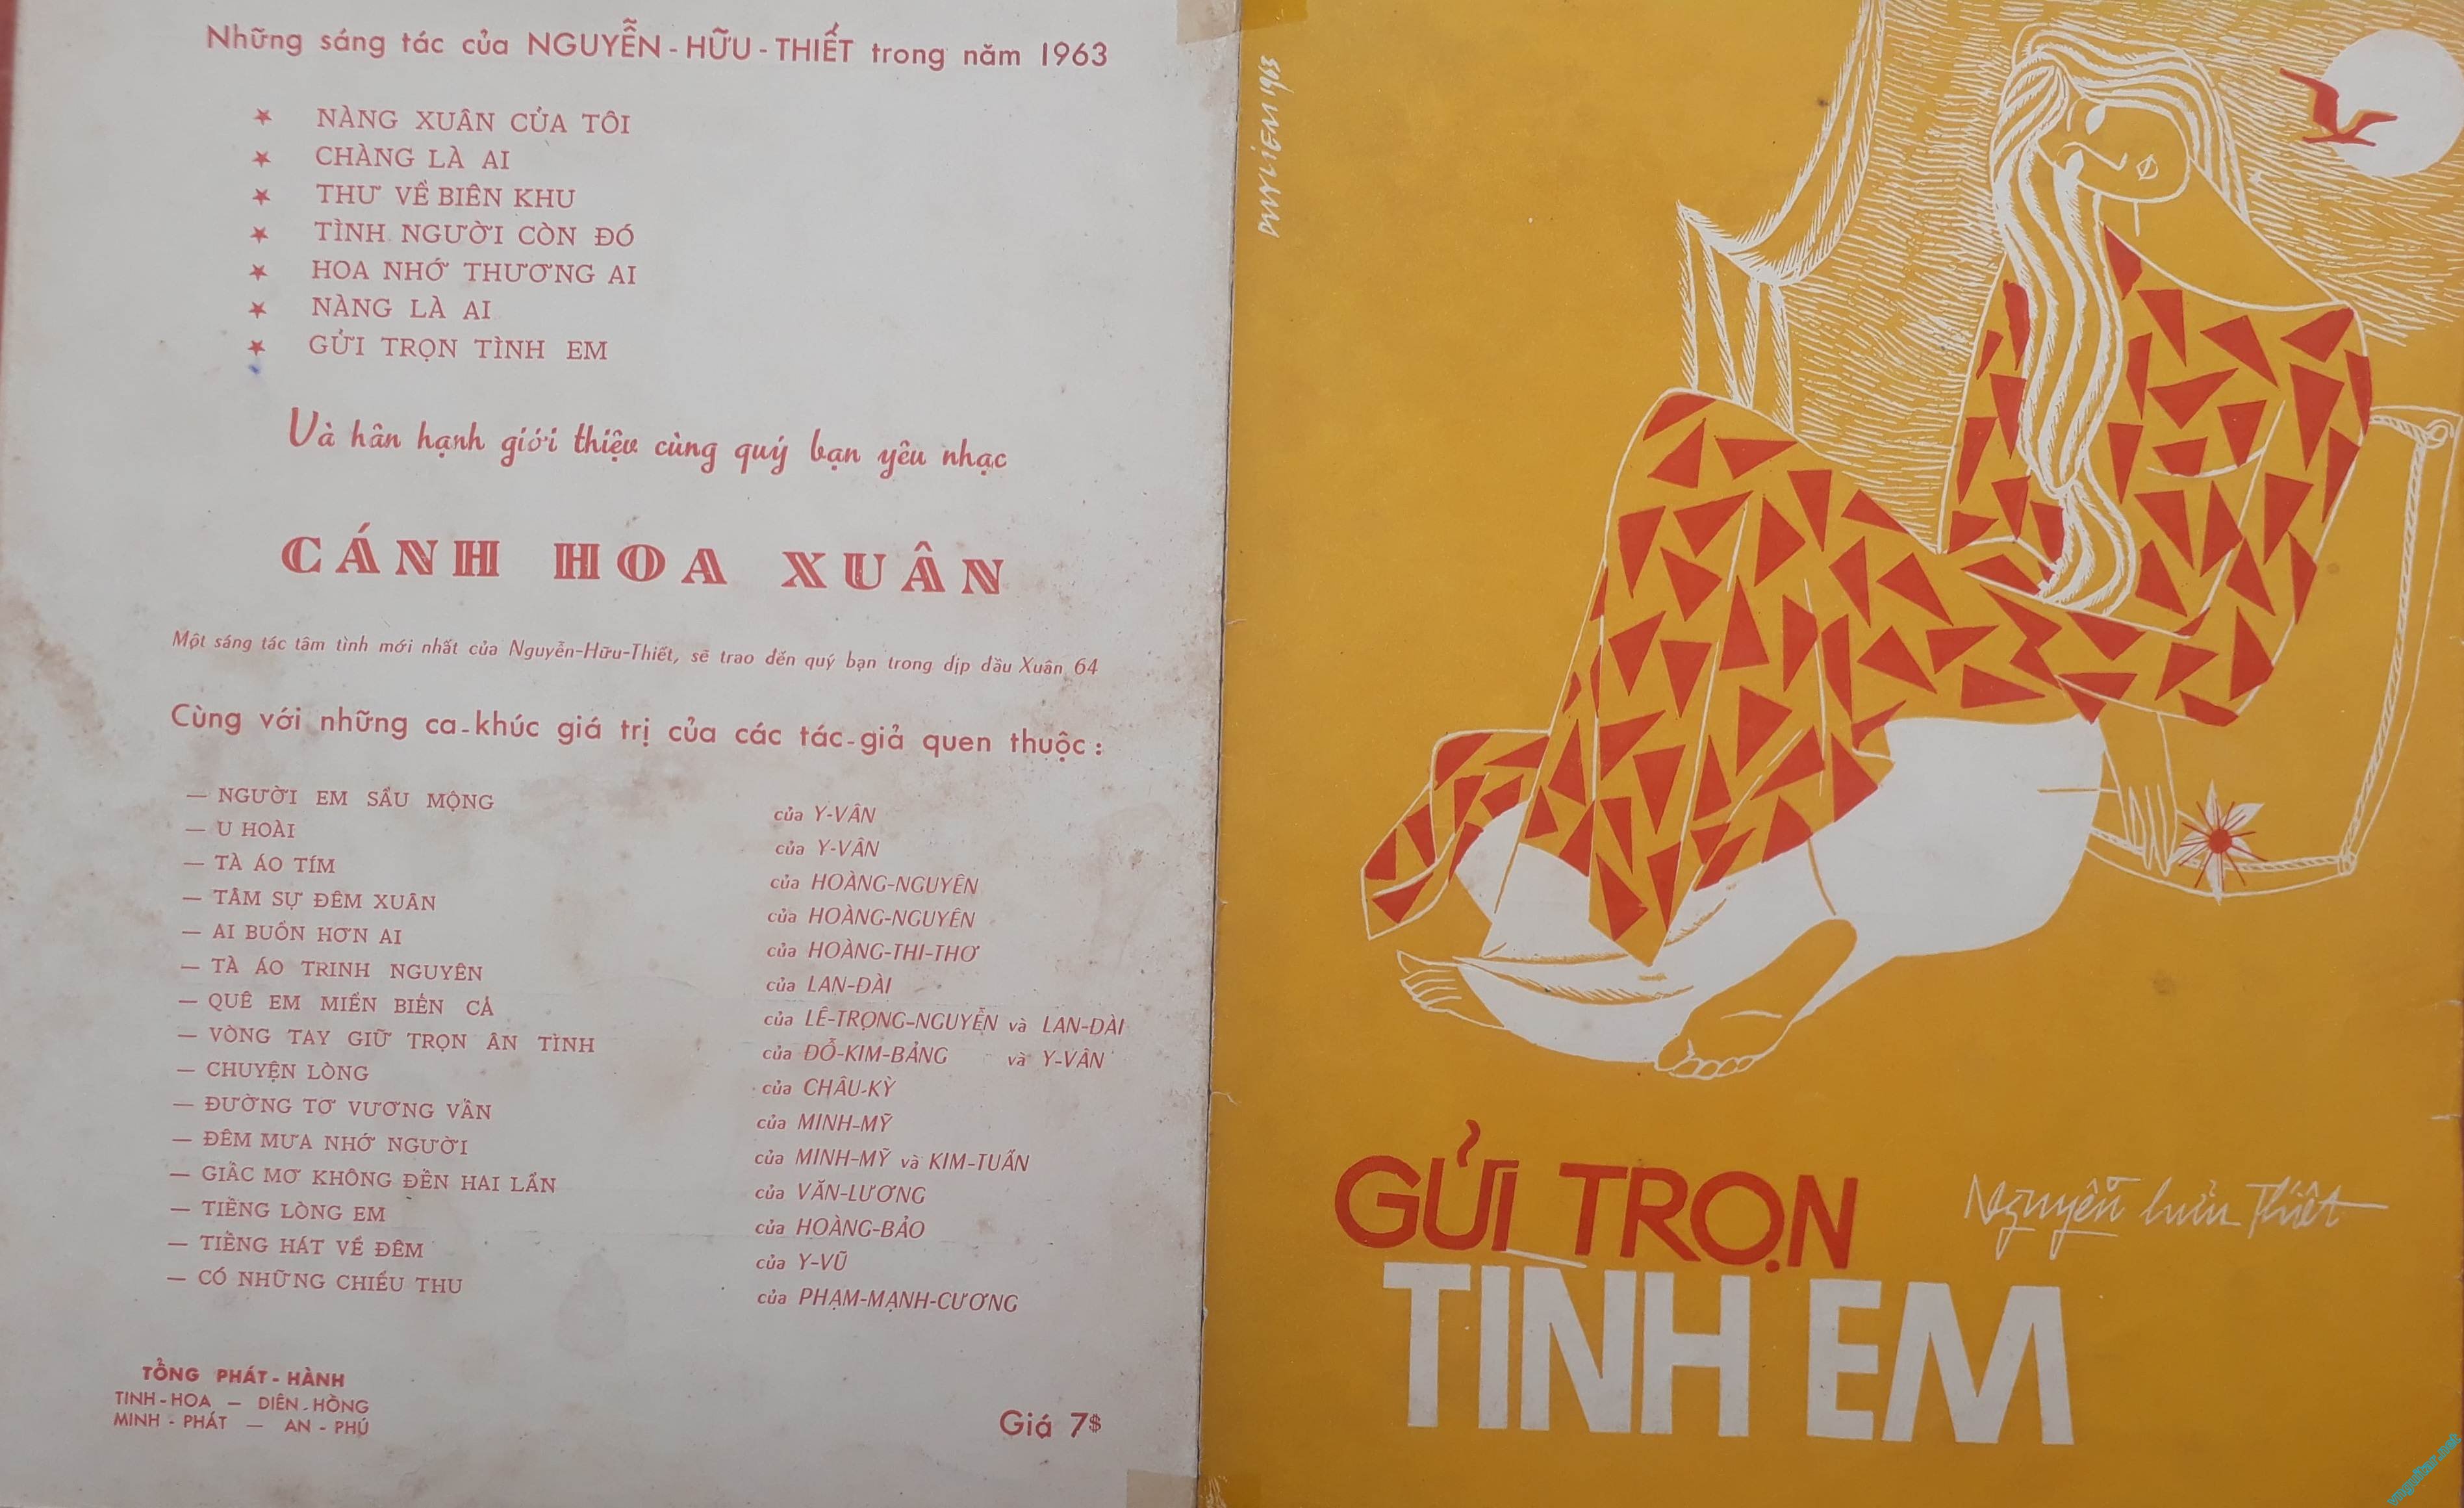 Những sáng tác của NGUYỄN-HỮU-THIẾT trong năm 1963
★ NÀNG XUÂN CỦA TÔI
★ CHÀNG LÀ AI
★ THƯ VỀ BIÊN KHU
★ TÌNH NGƯỜI CÒN ĐÓ
★ HOA NHỚ THƯƠNG AI
★ NÀNG LÀ AI
★ GỬI TRỌN TÌNH EM
Và hân hạnh giới thiệu cùng quý bạn yêu nhạc
CÁNH HOA XUÂN
Một sáng tác tâm tình mới nhất của Nguyễn-Hữu-Thiết, sẽ trao đến quý bạn trong dịp đầu Xuân 64
Cùng với những ca-khúc giá trị của các tác-giả quen thuộc :
— NGƯỜI EM SẦU MỘNG của Y-VÂN
— U HOÀI của Y-VÂN
— TÀ ÁO TÍM của HOÀNG-NGUYÊN
— TÂM SỰ ĐÊM XUÂN của HOÀNG-NGUYÊN
— AI BUỒN HƠN AI của HOÀNG-THI-THƠ
— TÀ ÁO TRINH NGUYÊN của LAN-ĐÀI
— QUÊ EM MIỀN BIỂN CẢ của LÊ-TRỌNG-NGUYỄN và LAN-ĐÀI
— VÒNG TAY GIỮ TRỌN ÂN TÌNH của ĐỖ-KIM-BẢNG và Y-VÂN
— CHUYỆN LÒNG của CHÂU-KỲ
— ĐƯỜNG TƠ VƯƠNG VẤN của MINH-MỸ
— ĐÊM MƯA NHỚ NGƯỜI của MINH-MỸ và KIM-TUẤN
— GIẤC MƠ KHÔNG ĐẾN HAI LẦN của VĂN-LƯƠNG
— TIẾNG LÒNG EM của HOÀNG-BẢO
— TIẾNG HÁT VỀ ĐÊM của Y-VŨ
— CÓ NHỮNG CHIỀU THU của PHẠM-MẠNH-CƯƠNG
TỔNG PHÁT-HÀNH
TINH-HOA — DIÊN-HỒNG
MINH-PHÁT — AN-PHÚ
Giá 7$
DUYLIEM 1963
GỬI TRỌN
TÌNH EM
Nguyễn hữu Thiết
vnguitar.net